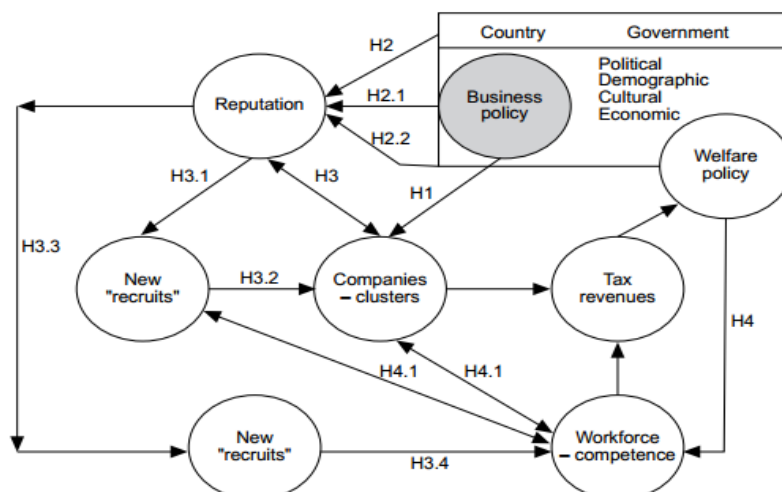 Country
Government
H2
Political
Demographic
Cultural
Economic
Reputation
H2.1
Business
policy
H2.2
Welfare
policy
H3.1
H3
H1
H3.3
New
"recruits"
H3.2
Companies
– clusters
Tax
revenues
H4
H4.1
H4.1
New
"recruits"
H3.4
Workforce
– competence